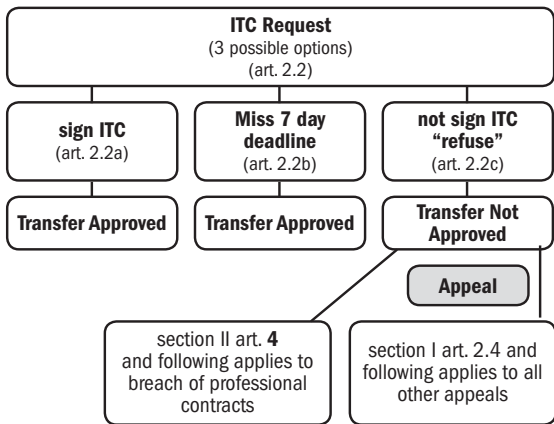 ITC Request
(3 possible options)
(art. 2.2)
sign ITC
(art. 2.2a)
Miss 7 day
deadline
(art. 2.2b)
not sign ITC
“refuse”
(art. 2.2c)
Transfer Approved
Transfer Approved
Transfer Not
Approved
Appeal
section II art. 4
and following applies to
breach of professional
contracts
section I art. 2.4 and
following applies to all
other appeals